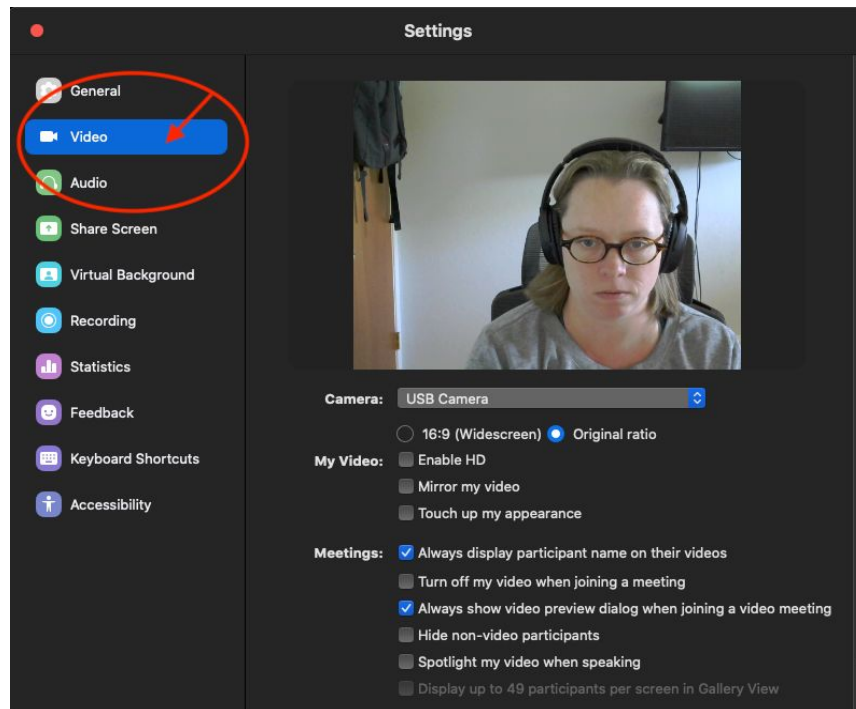 Settings
General
Video
Audio
Share Screen
Virtual Background
Recording
Statistics
Feedback
Keyboard Shortcuts
Accessibility
Camera: USB Camera
16:9 (Widescreen) Original ratio
My Video: Enable HD
Mirror my video
Touch up my appearance
Meetings: Always display participant name on their videos
Turn off my video when joining a meeting
Always show video preview dialog when joining a video meeting
Hide non-video participants
Spotlight my video when speaking
Display up to 49 participants per screen in Gallery View